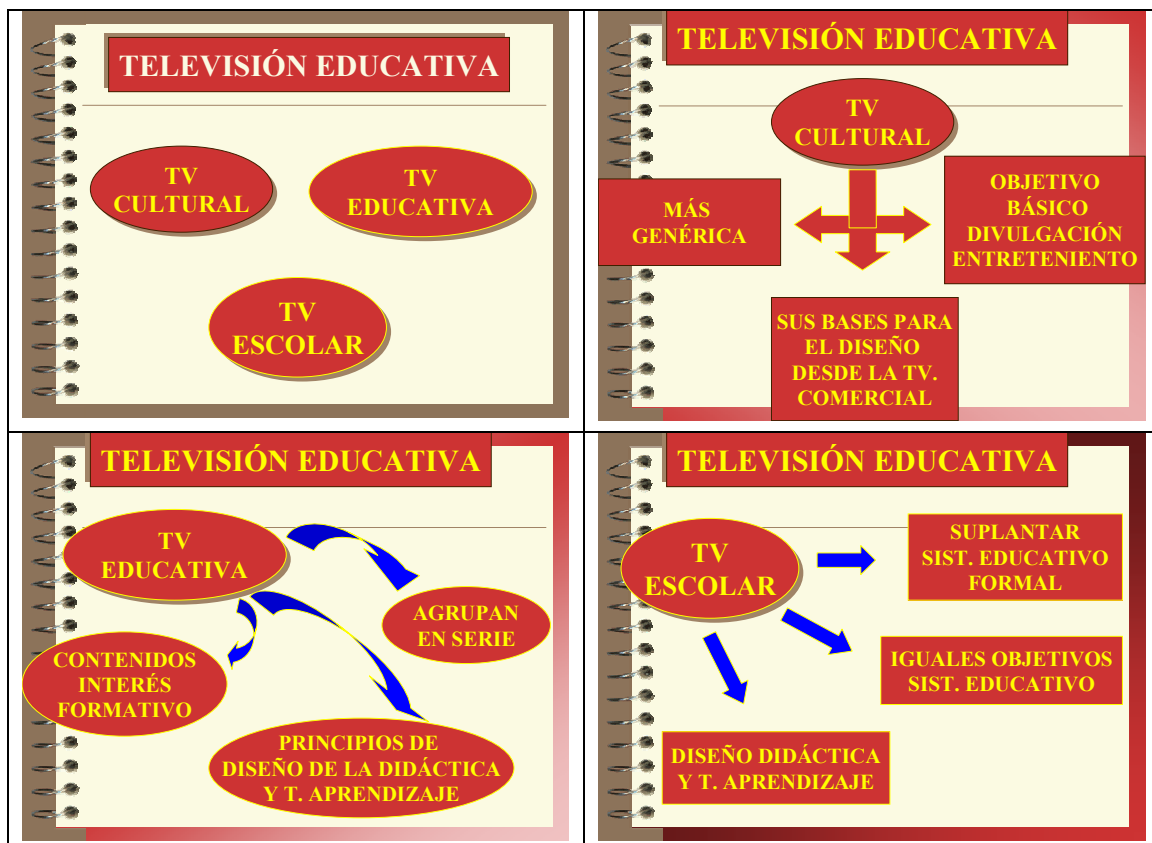 TELEVISIÓN EDUCATIVA
TV
CULTURAL
TV
EDUCATIVA
TV
ESCOLAR
TELEVISIÓN EDUCATIVA
TV
CULTURAL
MÁS
GENÉRICA
OBJETIVO
BÁSICO
DIVULGACIÓN
ENTRETENIENTO
SUS BASES PARA
EL DISEÑO
DESDE LA TV.
COMERCIAL
TELEVISIÓN EDUCATIVA
TV
EDUCATIVA
AGRUPAN
EN SERIE
CONTENIDOS
INTERÉS
FORMATIVO
PRINCIPIOS DE
DISEÑO DE LA DIDÁCTICA
Y T. APRENDIZAJE
TELEVISIÓN EDUCATIVA
TV
ESCOLAR
SUPLANTAR
SIST. EDUCATIVO
FORMAL
IGUALES OBJETIVOS
SIST. EDUCATIVO
DISEÑO DIDÁCTICA
Y T. APRENDIZAJE